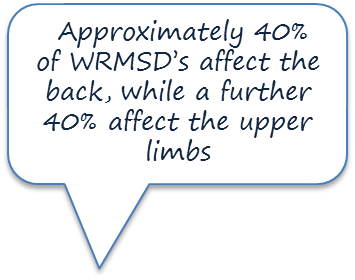 Approximately 40%
of WRMSD's affect the
back, while a further
40% affect the upper
limbs